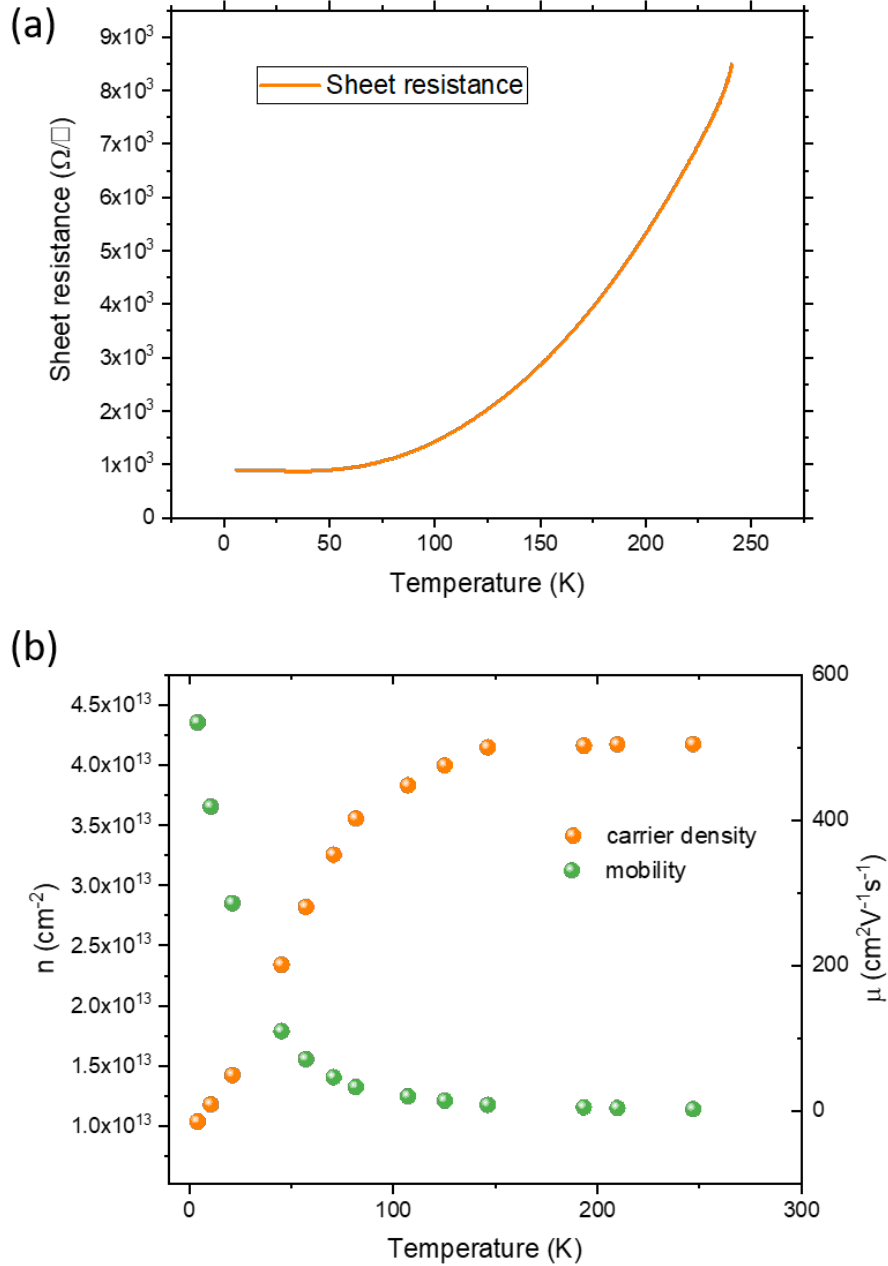 (a)
9x10³
8x10³
7x10³
6x10³
5x10³
4x10³
3x10³
2x10³
1x10³
0
Sheet resistance (Ω/□)
Sheet resistance
0 50 100 150 200 250
Temperature (K)
(b)
4.5x10¹³
4.0x10¹³
3.5x10¹³
3.0x10¹³
2.5x10¹³
2.0x10¹³
1.5x10¹³
1.0x10¹³
n (cm⁻²)
carrier density
mobility
600
400
200
0
μ (cm²V⁻¹s⁻¹)
0 100 200 300
Temperature (K)